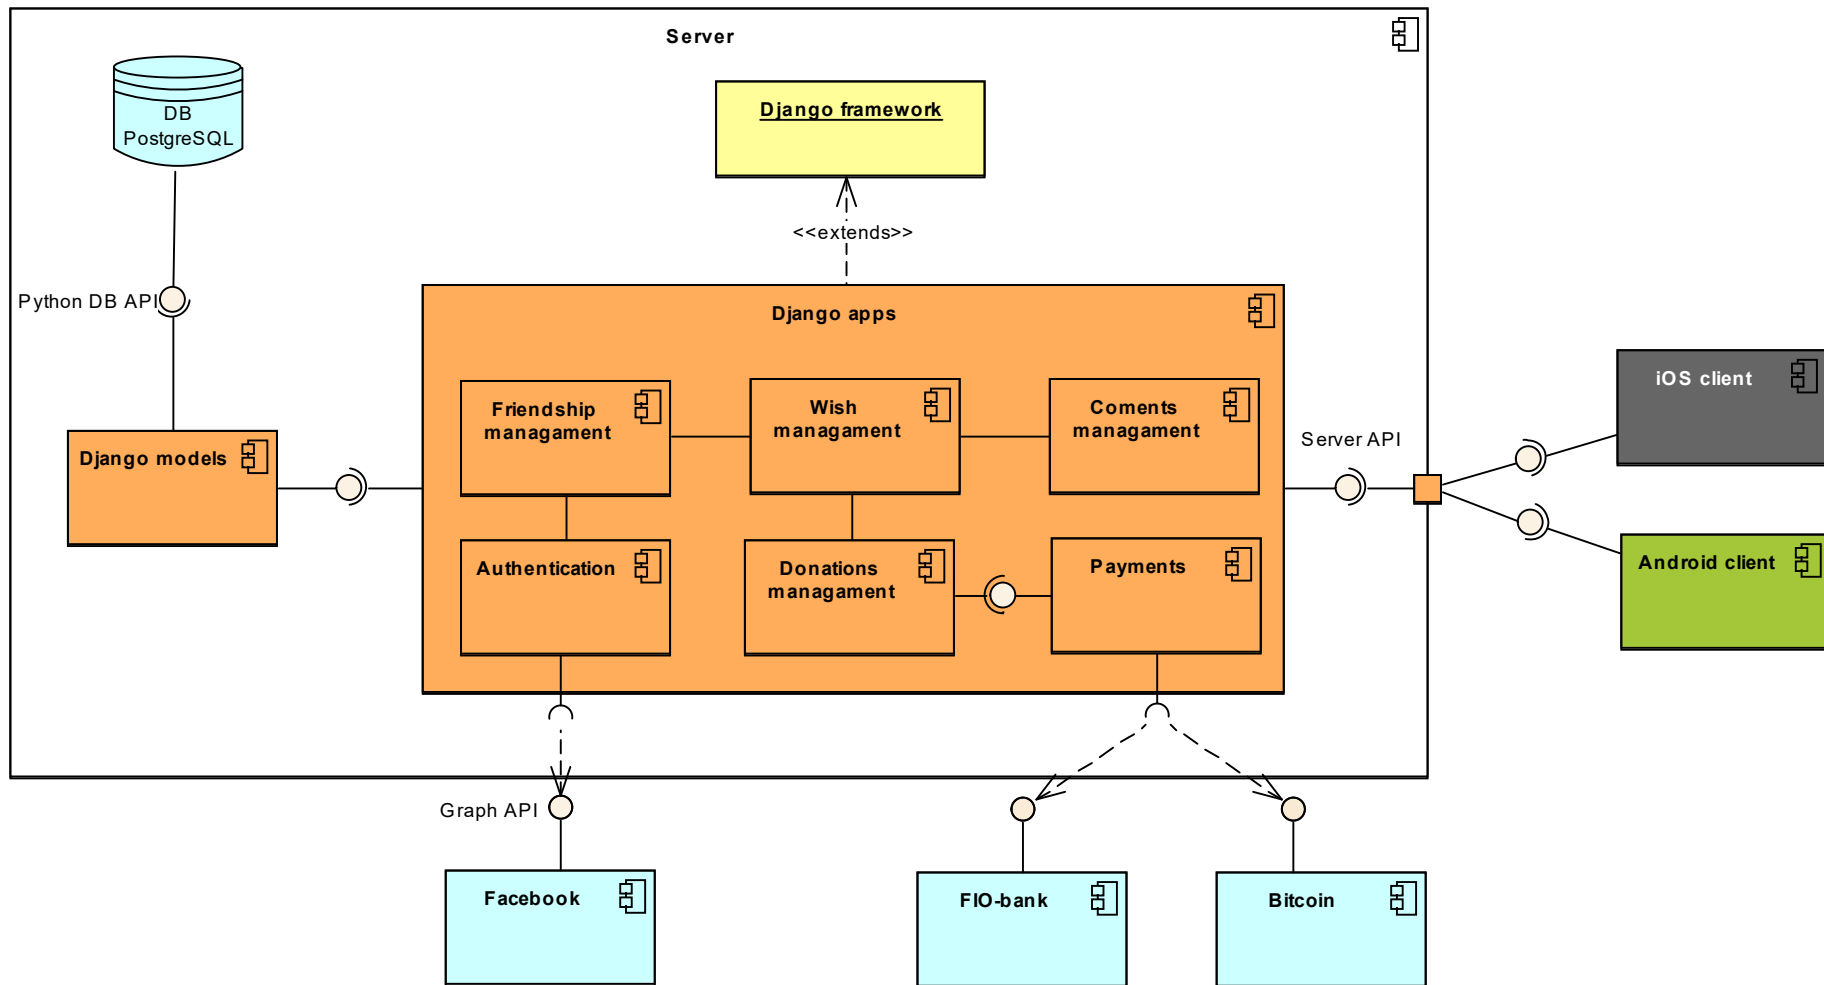 Server
DB
PostgreSQL
Django framework
<<extends>>
Python DB API
Django apps
Friendship
managament
Wish
managament
Coments
managament
Django models
Server API
iOS client
Authentication
Donations
managament
Payments
Android client
Graph API
Facebook
FIO-bank
Bitcoin